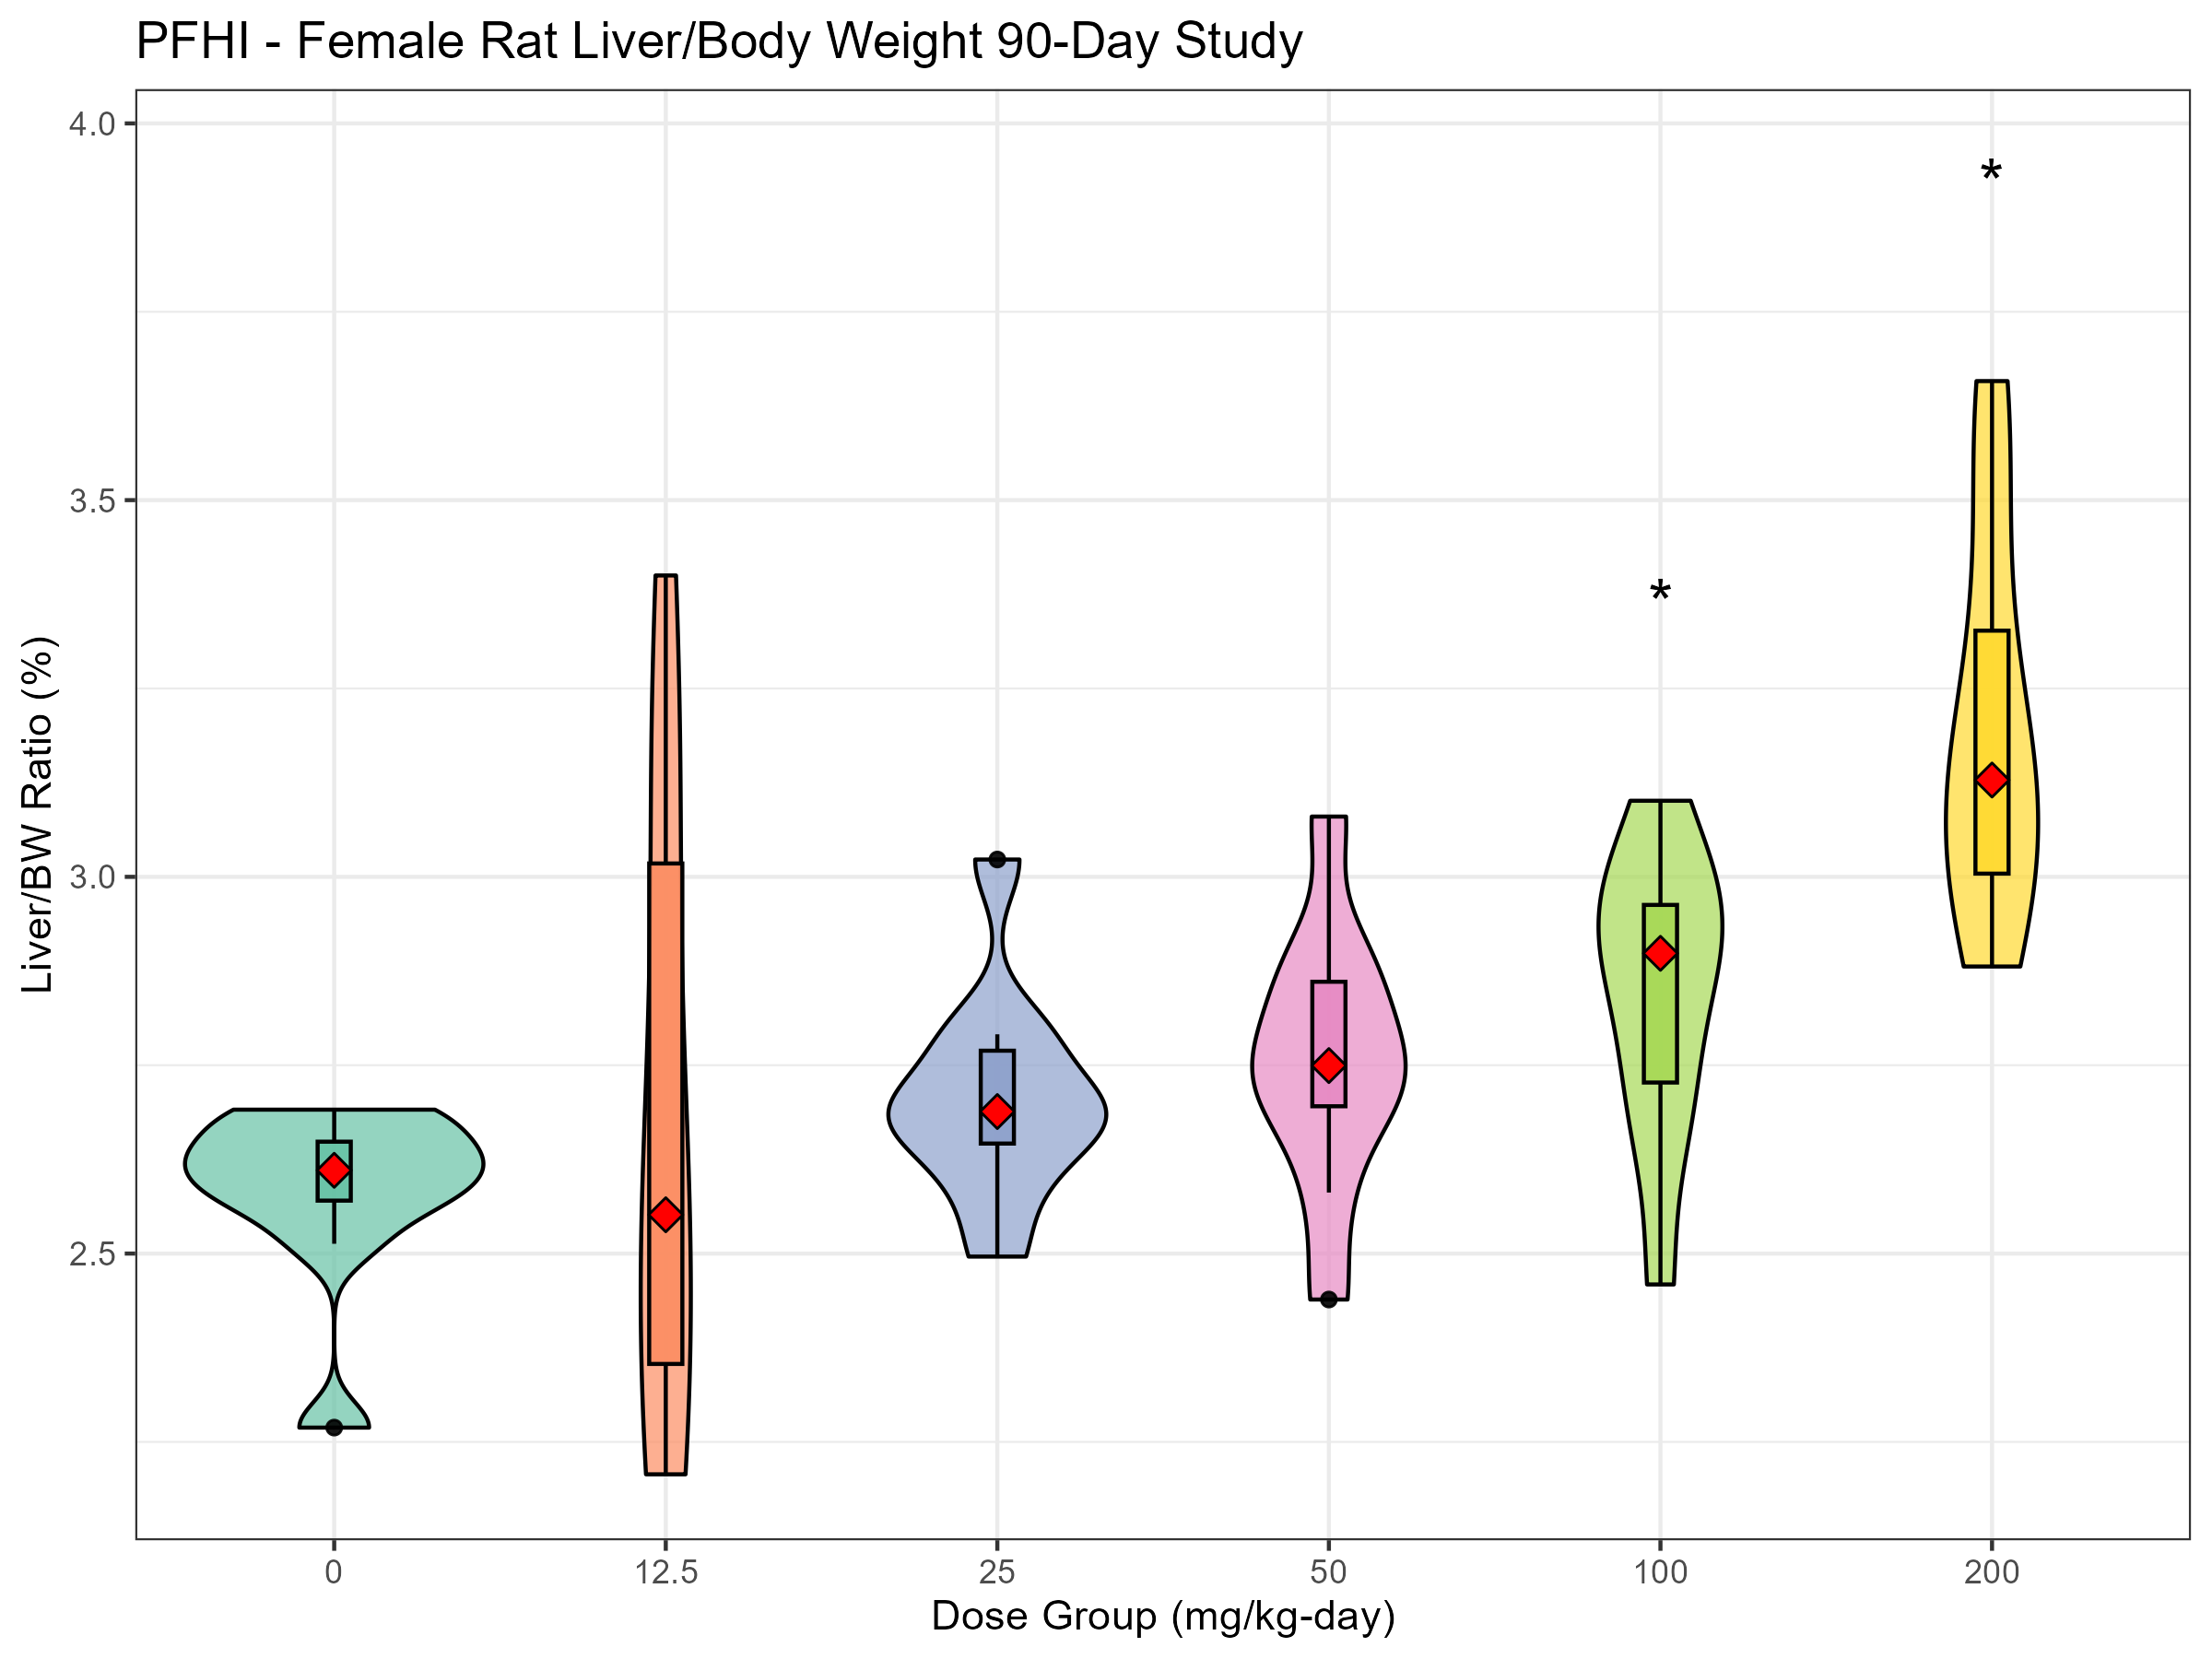 PFHI - Female Rat Liver/Body Weight 90-Day Study
4.0
*
3.5
*
Liver/BW Ratio (%)
3.0
2.5
0 12.5 25 50 100 200
Dose Group (mg/kg-day)